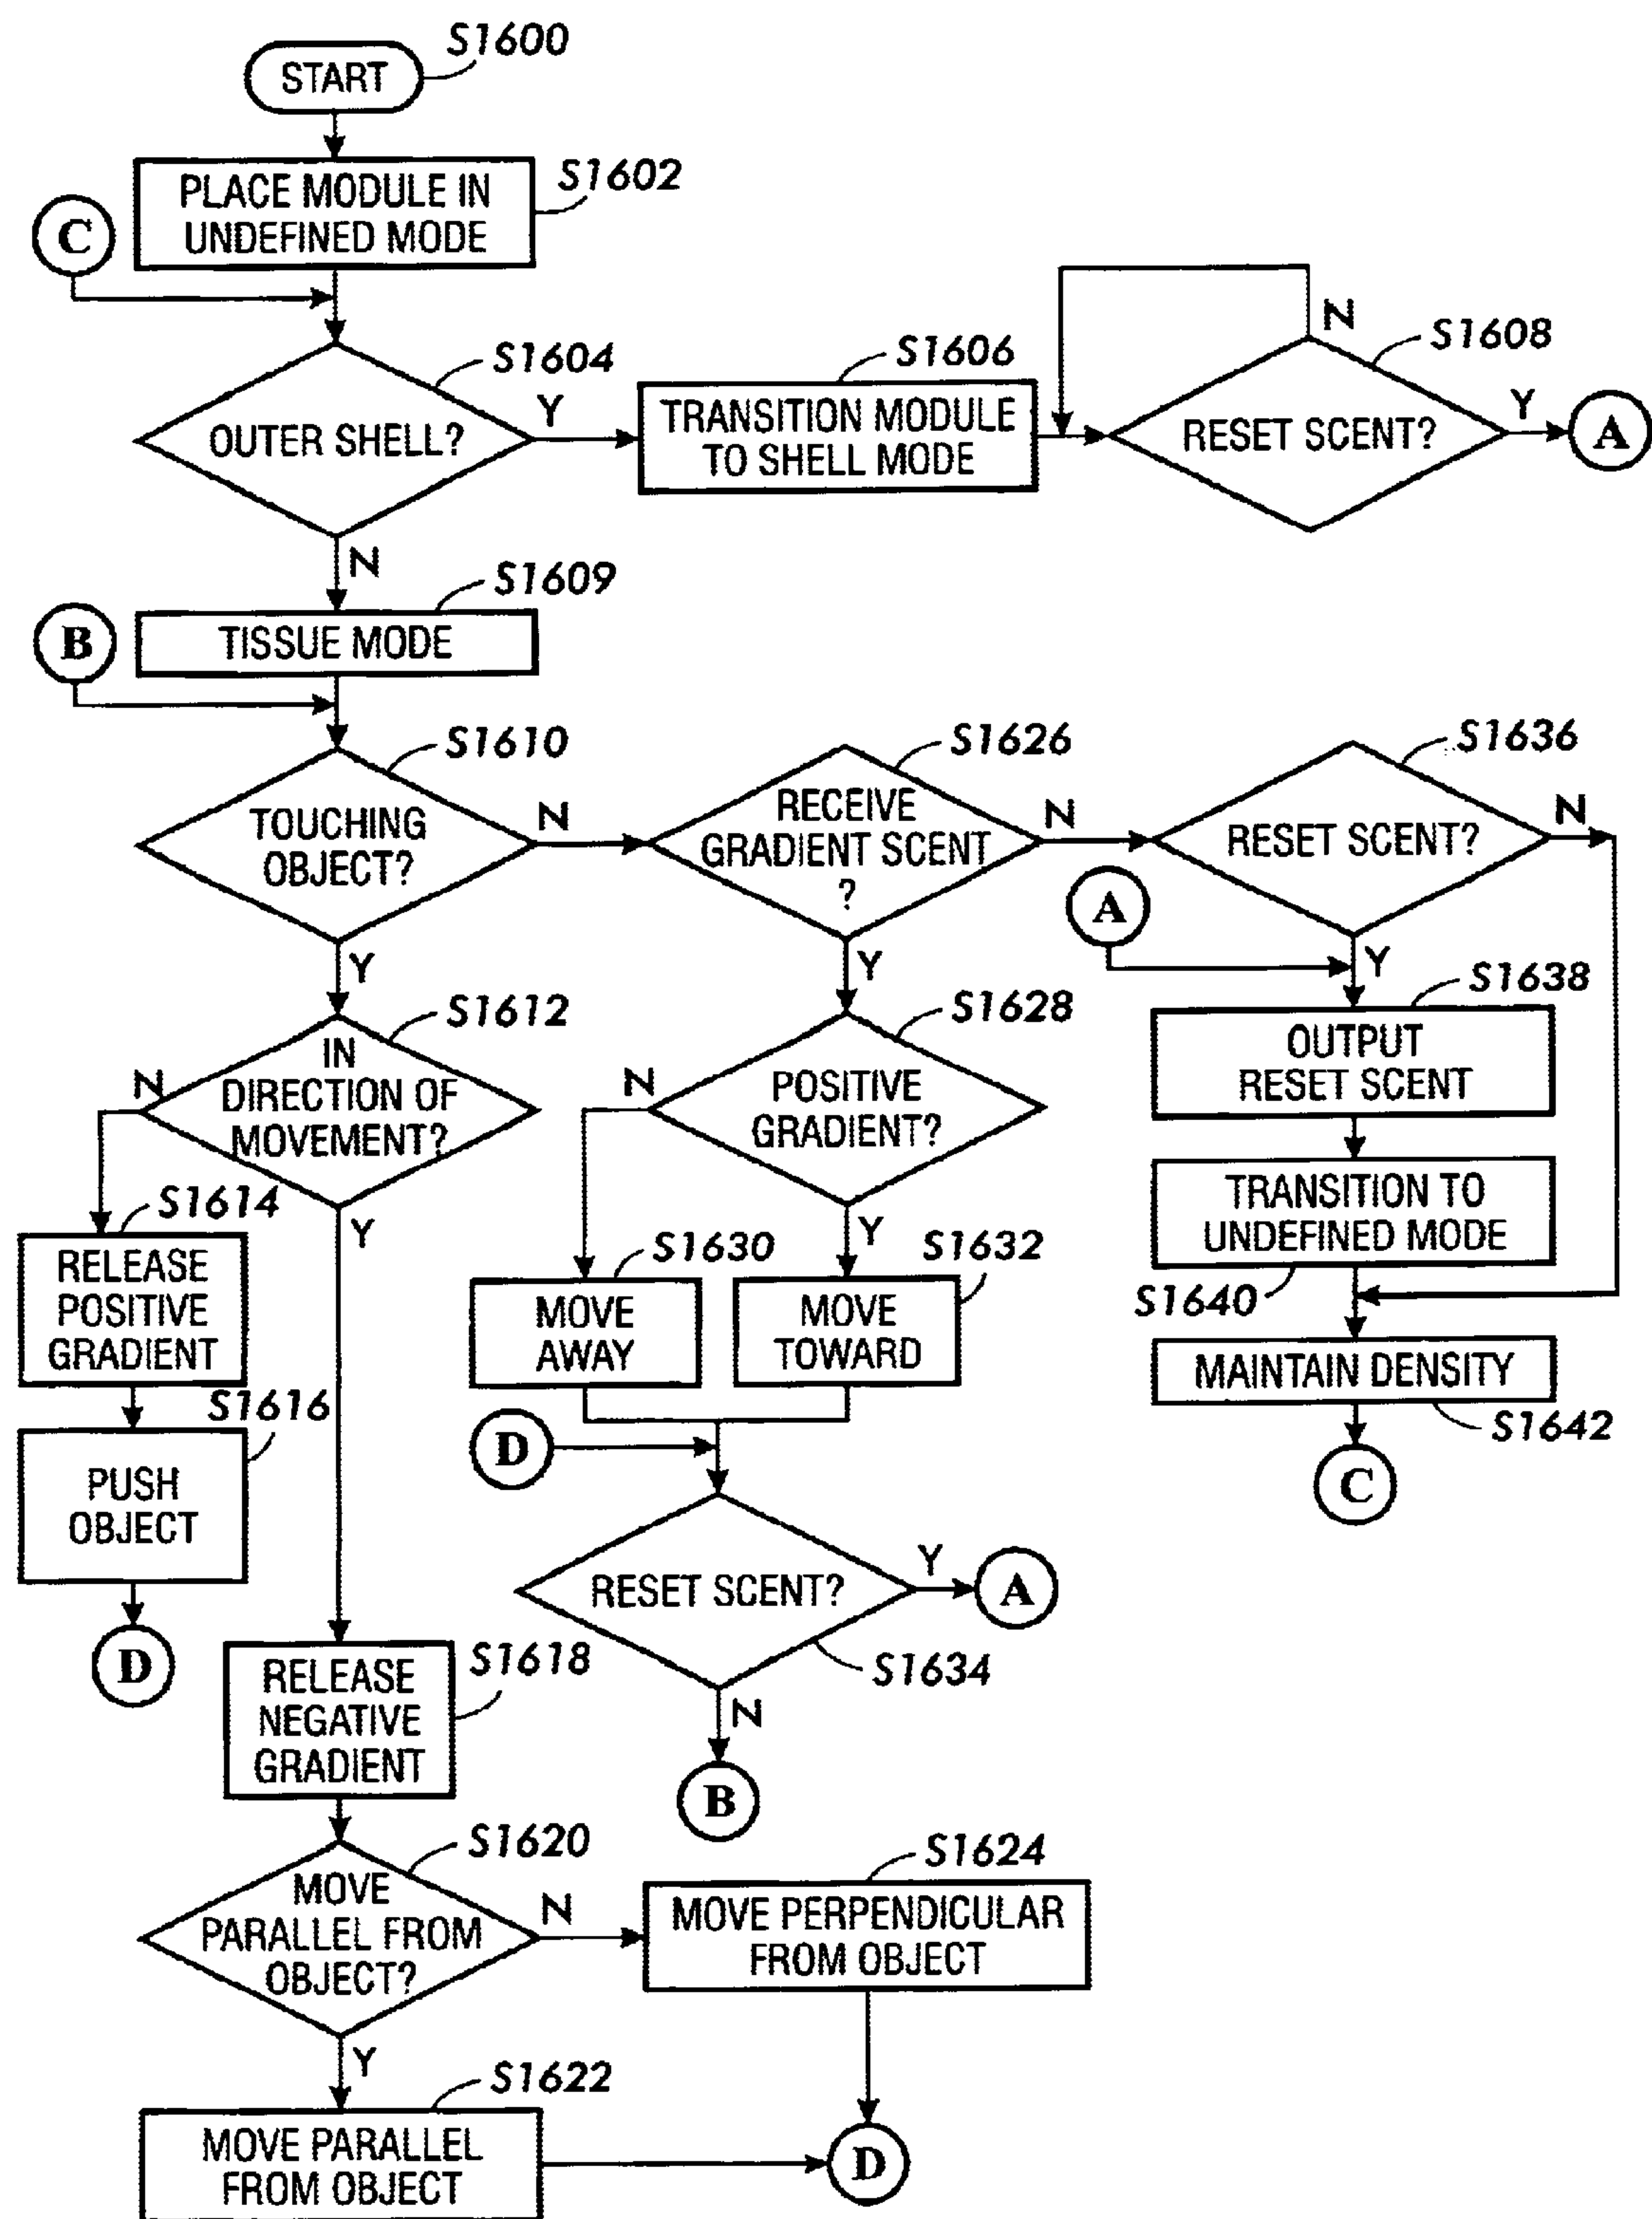 START
S1600
PLACE MODULE IN
UNDEFINED MODE
S1602
C
OUTER SHELL?
S1604
Y
N
TRANSITION MODULE
TO SHELL MODE
S1606
RESET SCENT?
S1608
N
Y
A
S1609
TISSUE MODE
B
TOUCHING
OBJECT?
S1610
N
Y
RECEIVE
GRADIENT SCENT
?
S1626
N
Y
RESET SCENT?
S1636
N
Y
A
IN
DIRECTION OF
MOVEMENT?
S1612
N
Y
POSITIVE
GRADIENT?
S1628
N
Y
OUTPUT
RESET SCENT
S1638
TRANSITION TO
UNDEFINED MODE
S1640
MAINTAIN DENSITY
S1642
C
S1614
RELEASE
POSITIVE
GRADIENT
S1616
PUSH
OBJECT
D
MOVE
AWAY
S1630
MOVE
TOWARD
S1632
D
RESET SCENT?
S1634
Y
A
N
B
RELEASE
NEGATIVE
GRADIENT
S1618
MOVE
PARALLEL FROM
OBJECT?
S1620
N
Y
MOVE PERPENDICULAR
FROM OBJECT
S1624
MOVE PARALLEL
FROM OBJECT
S1622
D